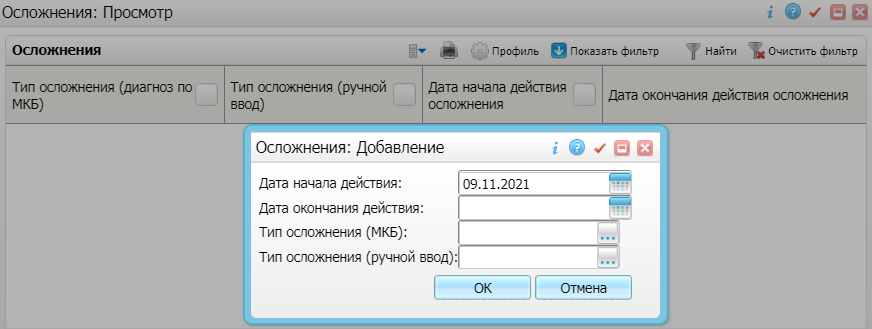 Осложнения: Просмотр
Осложнения
Профиль
Показать фильтр
Найти
Очистить фильтр
Тип осложнения (диагноз по
МКБ)
Тип осложнения (ручной
ввод)
Дата начала действия
осложнения
Дата окончания действия осложнения
Осложнения: Добавление
Дата начала действия:
09.11.2021
Дата окончания действия:
Тип осложнения (МКБ):
Тип осложнения (ручной ввод):
ОК
Отмена